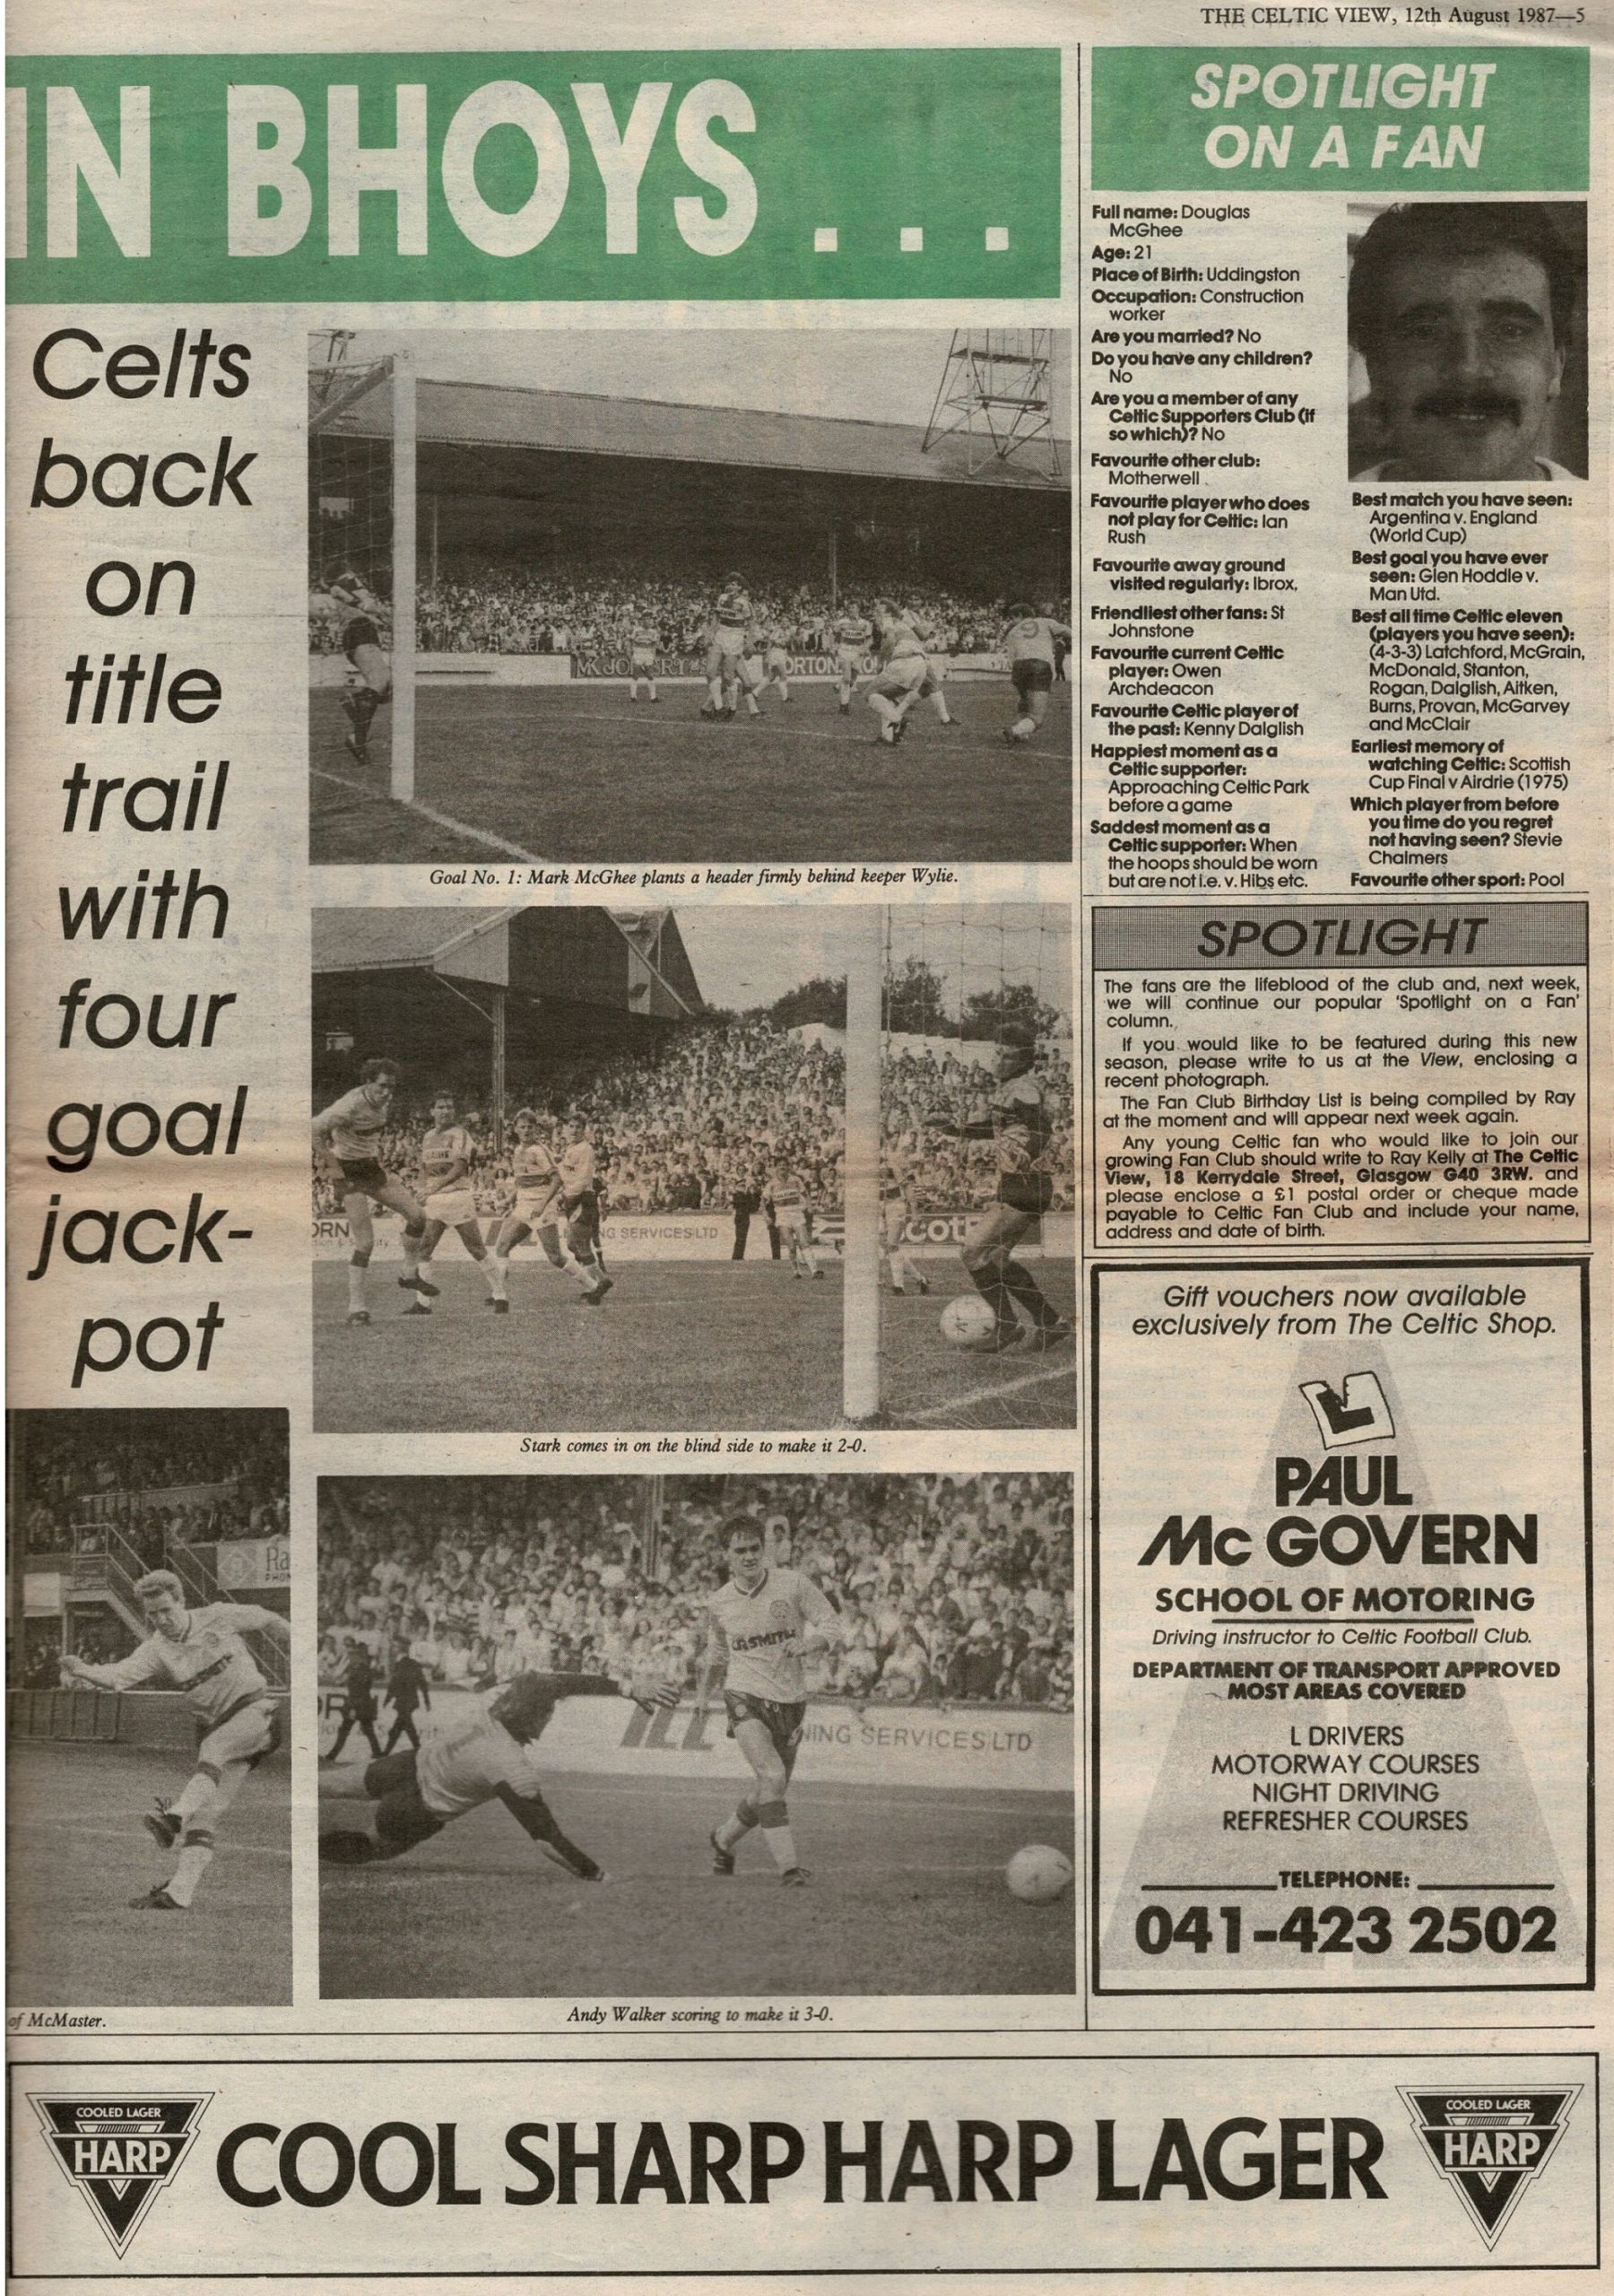 THE CELTIC VIEW, 12th August 1987—5
IN BHOYS . . .
Celts
back
on
title
trail
with
four
goal
jack-
pot
Goal No. 1: Mark McGhee plants a header firmly behind keeper Wylie.
ORN
NG SERVICES LTD
Stark comes in on the blind side to make it 2-0.
Ra
of McMaster.
C.R. SMITH
NING SERVICES LTD
Andy Walker scoring to make it 3-0.
SPOTLIGHT
ON A FAN
Full name: Douglas
McGhee
Age: 21
Place of Birth: Uddingston
Occupation: Construction
worker
Are you married? No
Do you have any children?
No
Are you a member of any
Celtic Supporters Club (if
so which)? No
Favourite other club:
Motherwell
Favourite player who does
not play for Celtic: Ian
Rush
Favourite away ground
visited regularly: Ibrox.
Friendliest other fans: St
Johnstone
Favourite current Celtic
player: Owen
Archdeacon
Favourite Celtic player of
the past: Kenny Dalglish
Happiest moment as a
Celtic supporter:
Approaching Celtic Park
before a game
Saddest moment as a
Celtic supporter: When
the hoops should be worn
but are not i.e. v. Hibs etc.
Best match you have seen:
Argentina v. England
(World Cup)
Best goal you have ever
seen: Glen Hoddle v.
Man Utd.
Best all time Celtic eleven
(players you have seen):
(4-3-3) Latchford, McGrain,
McDonald, Stanton,
Rogan, Dalglish, Aitken,
Burns, Provan, McGarvey
and McClair
Earliest memory of
watching Celtic: Scottish
Cup Final v Airdrie (1975)
Which player from before
you time do you regret
not having seen? Stevie
Chalmers
Favourite other sport: Pool
SPOTLIGHT
The fans are the lifeblood of the club and, next week,
we will continue our popular 'Spotlight on a Fan'
column.
If you would like to be featured during this new
season, please write to us at the View, enclosing a
recent photograph.
The Fan Club Birthday List is being compiled by Ray
at the moment and will appear next week again.
Any young Celtic fan who would like to join our
growing Fan Club should write to Ray Kelly at The Celtic
View, 18 Kerrydale Street, Glasgow G40 3RW. and
please enclose a £1 postal order or cheque made
payable to Celtic Fan Club and include your name,
address and date of birth.
Gift vouchers now available
exclusively from The Celtic Shop.
PAUL
Mc GOVERN
SCHOOL OF MOTORING
Driving instructor to Celtic Football Club.
DEPARTMENT OF TRANSPORT APPROVED
MOST AREAS COVERED
L DRIVERS
MOTORWAY COURSES
NIGHT DRIVING
REFRESHER COURSES
TELEPHONE:
041-423 2502
COOLED LAGER
HARP
COOL SHARP HARP LAGER
COOLED LAGER
HARP